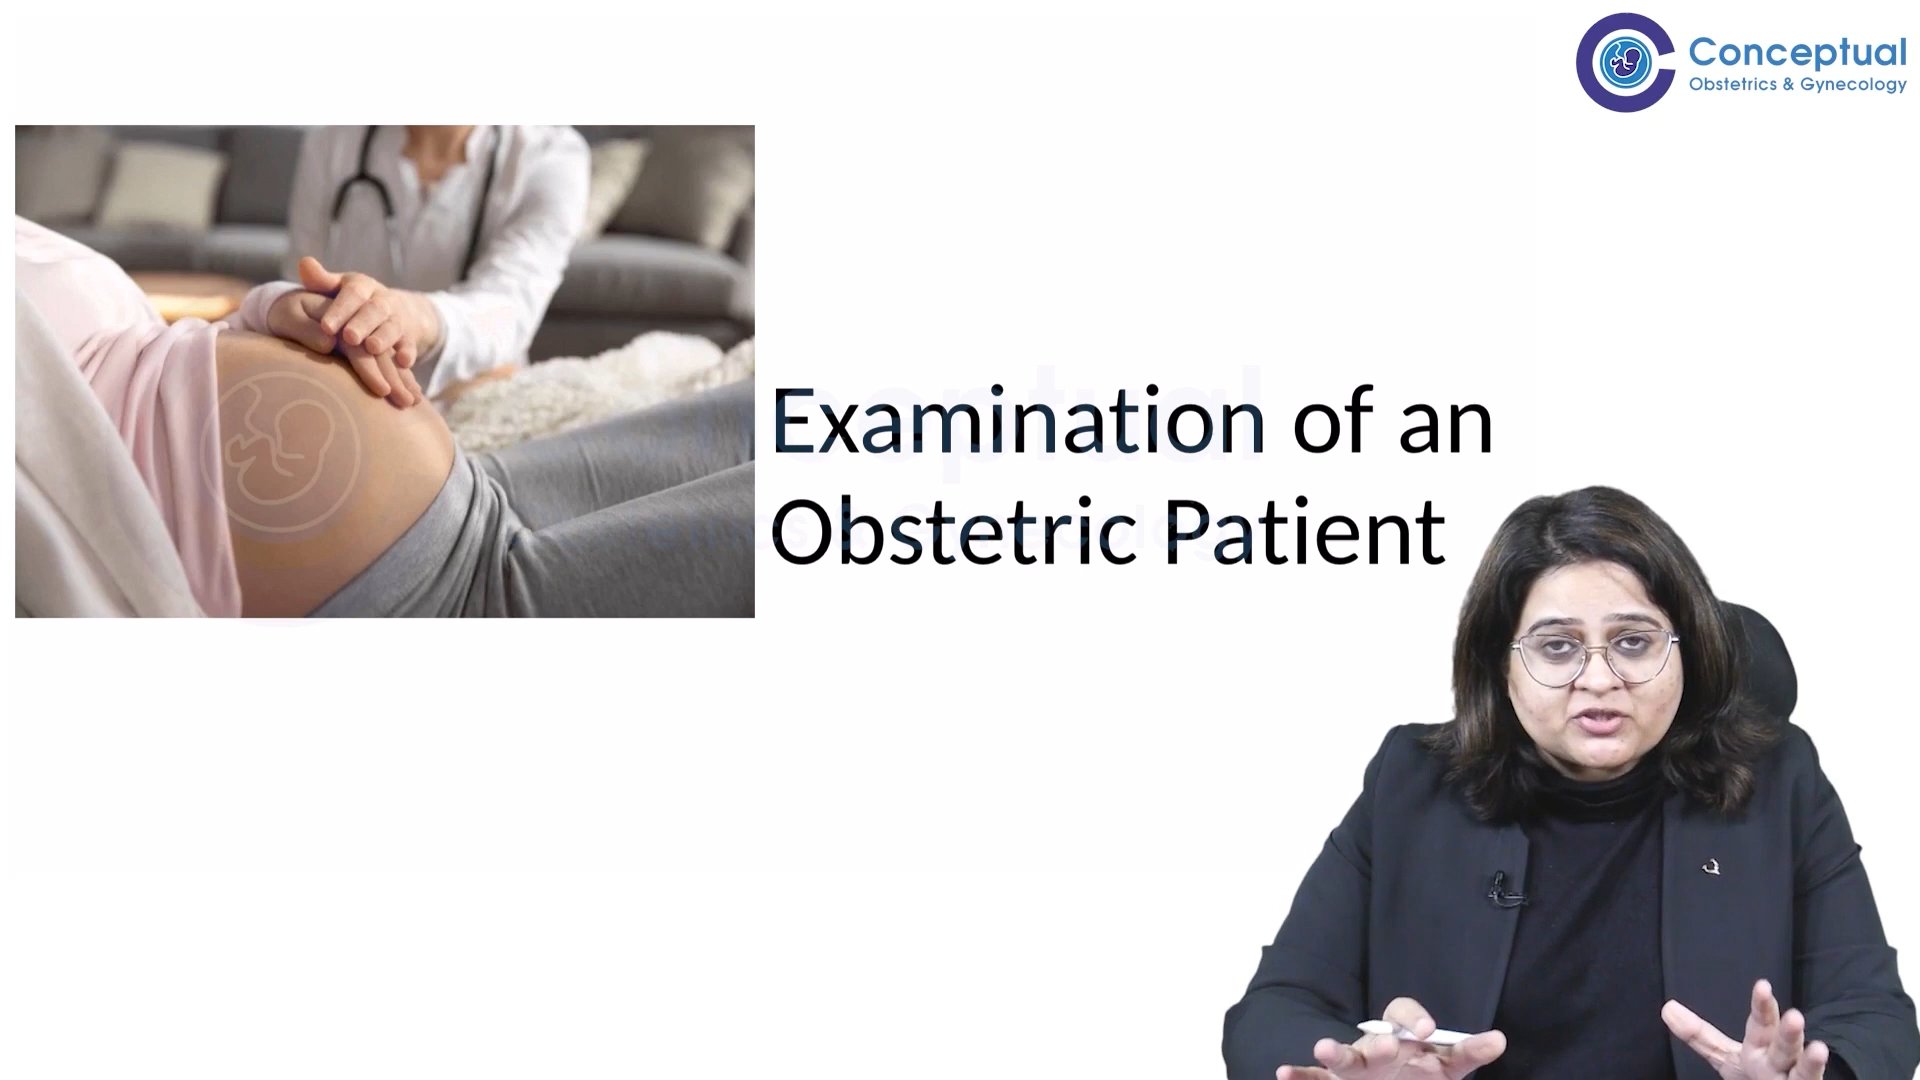 Conceptual
Obstetrics & Gynecology
Examination of an
Obstetric Patient